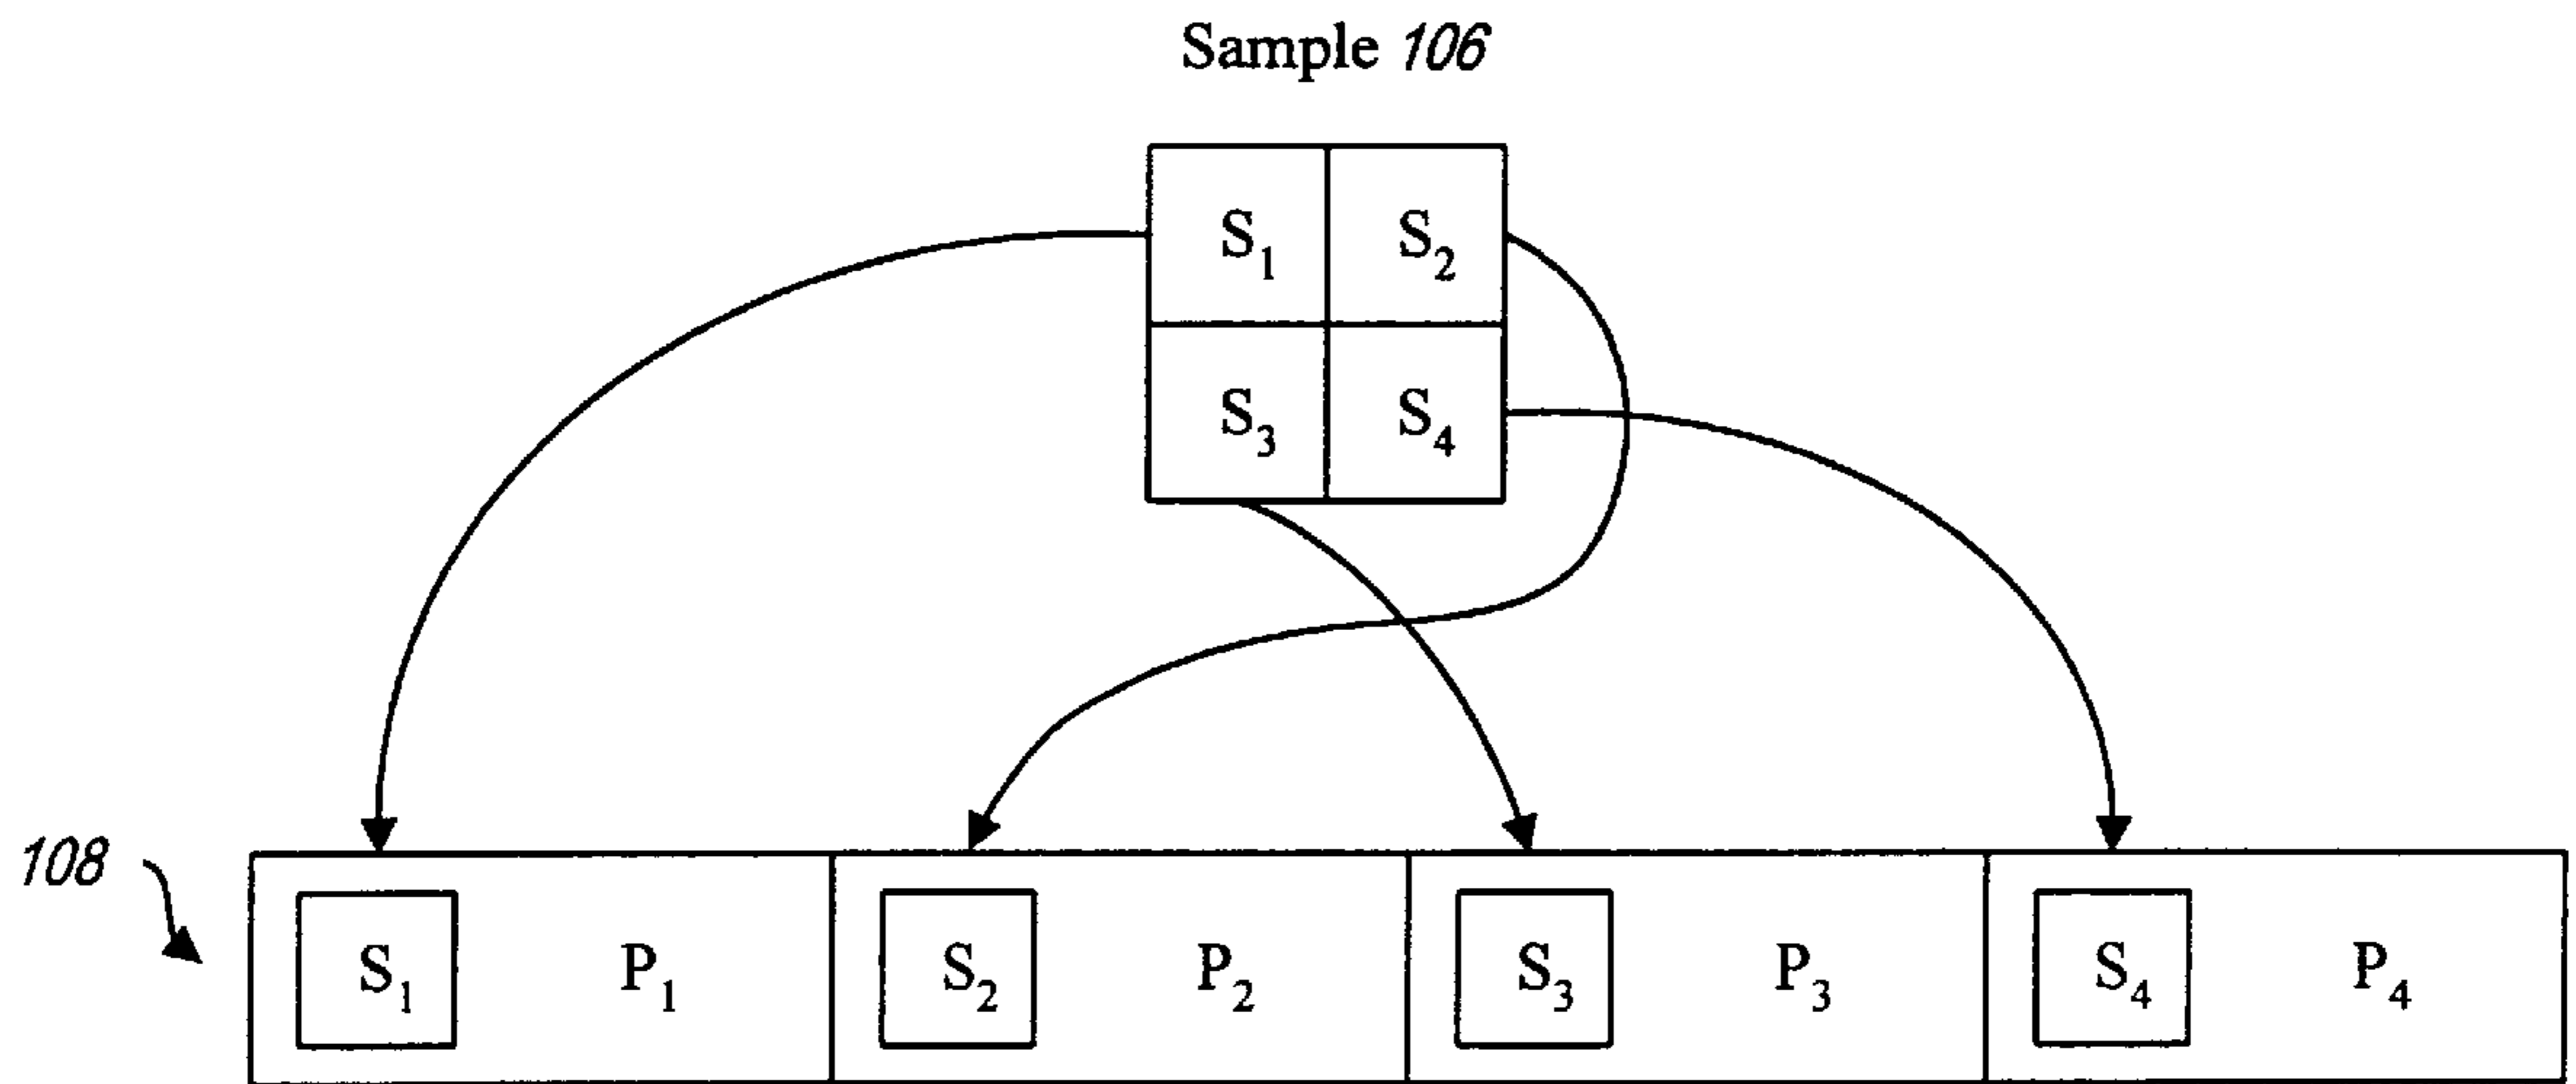 Sample 106
S₁ S₂
S₃ S₄
108
S₁ P₁ S₂ P₂ S₃ P₃ S₄ P₄